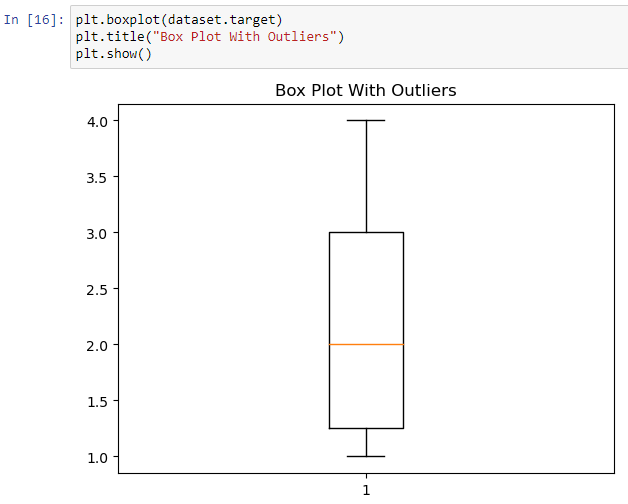 In [16]: plt.boxplot(dataset.target)
plt.title("Box Plot With Outliers")
plt.show()
Box Plot With Outliers
4.0
3.5
3.0
2.5
2.0
1.5
1.0
1